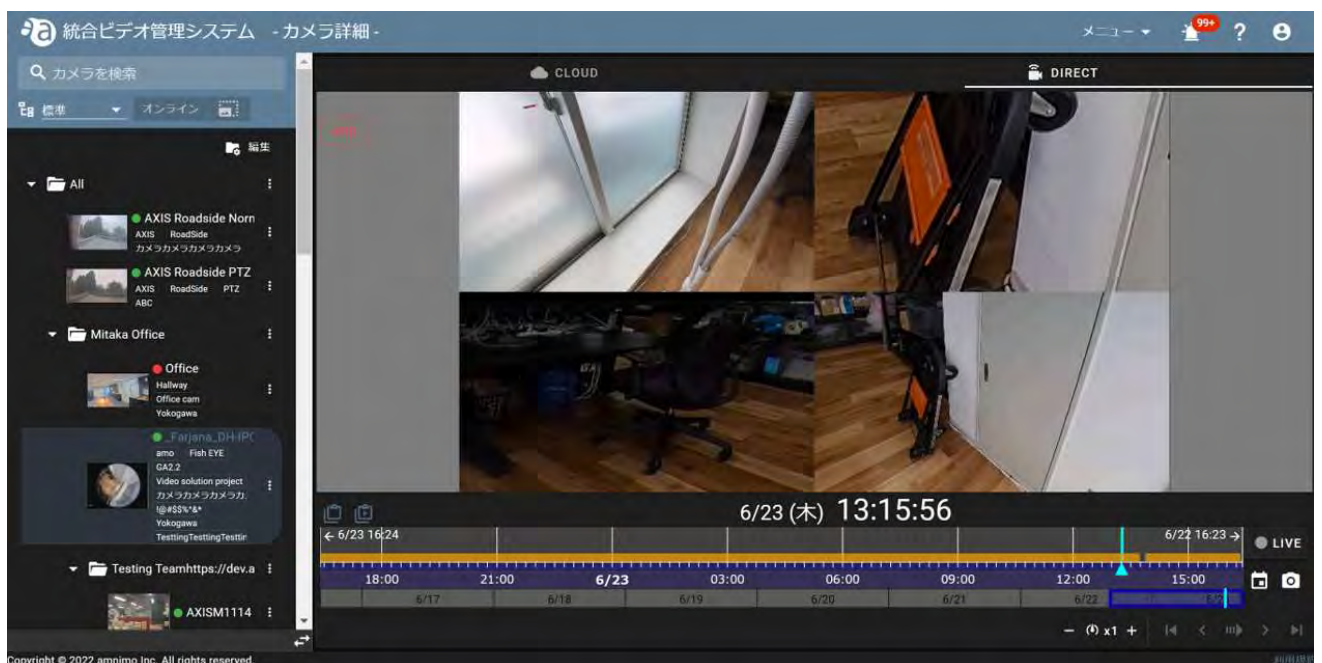 統合ビデオ管理システム - カメラ詳細 -
メニュー
99+
?
カメラを検索
標準
オンライン
編集
All
AXIS Roadside Norn
AXIS RoadSide
カメラカメラカメラカメラ
AXIS Roadside PTZ
AXIS RoadSide PTZ
ABC
Mitaka Office
Office
Hallway
Office cam
Yokogawa
_Farjana_DH-IPC
amo Fish EYE
GA2.2
Video solution project
カメラカメラカメラカ.
!@#$$%*&*
Yokogawa
TesttingTesttingTesttir
Testing Teamhttps://dev.a
AXISM1114
CLOUD
DIRECT
6/23 (木) 13:15:56
← 6/23 16:24
6/22 16:23 →
LIVE
18:00 21:00 6/23 03:00 06:00 09:00 12:00 15:00
6/17 6/18 6/19 6/20 6/21 6/22
− x1 +
Copyright © 2022 amnimo Inc. All rights reserved.
利用規約